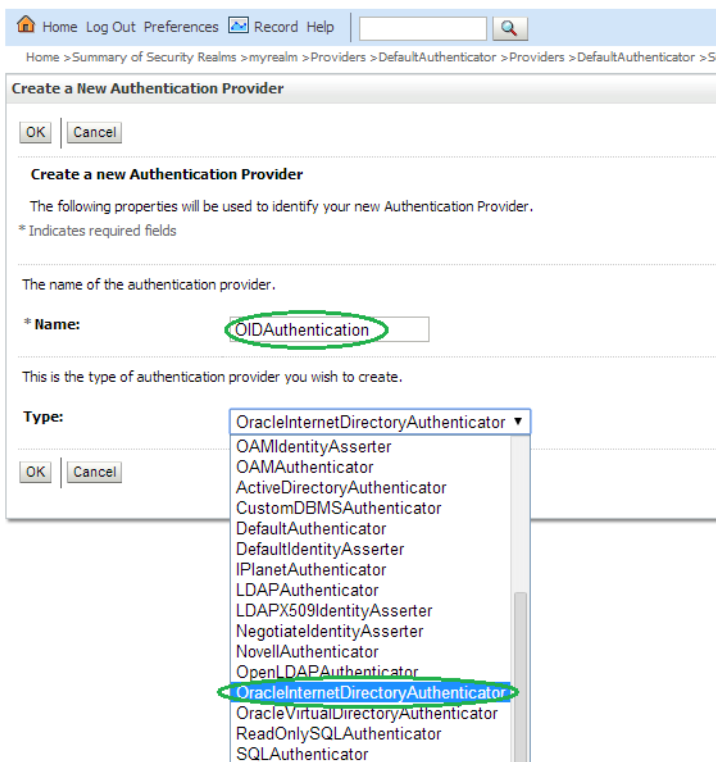 Home Log Out Preferences Record Help
Home >Summary of Security Realms >myrealm >Providers >DefaultAuthenticator >Providers >DefaultAuthenticator >S
Create a New Authentication Provider
OK Cancel
Create a new Authentication Provider
The following properties will be used to identify your new Authentication Provider.
* Indicates required fields
The name of the authentication provider.
* Name: OIDAuthentication
This is the type of authentication provider you wish to create.
Type: OracleInternetDirectoryAuthenticator
OAMIdentityAsserter
OAMAuthenticator
ActiveDirectoryAuthenticator
CustomDBMSAuthenticator
DefaultAuthenticator
DefaultIdentityAsserter
IPlanetAuthenticator
LDAPAuthenticator
LDAPX509IdentityAsserter
NegotiateIdentityAsserter
NovellAuthenticator
OpenLDAPAuthenticator
OracleInternetDirectoryAuthenticator
OracleVirtualDirectoryAuthenticator
ReadOnlySQLAuthenticator
SQLAuthenticator
OK Cancel